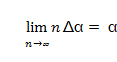 lim n Δα = α
n→∞